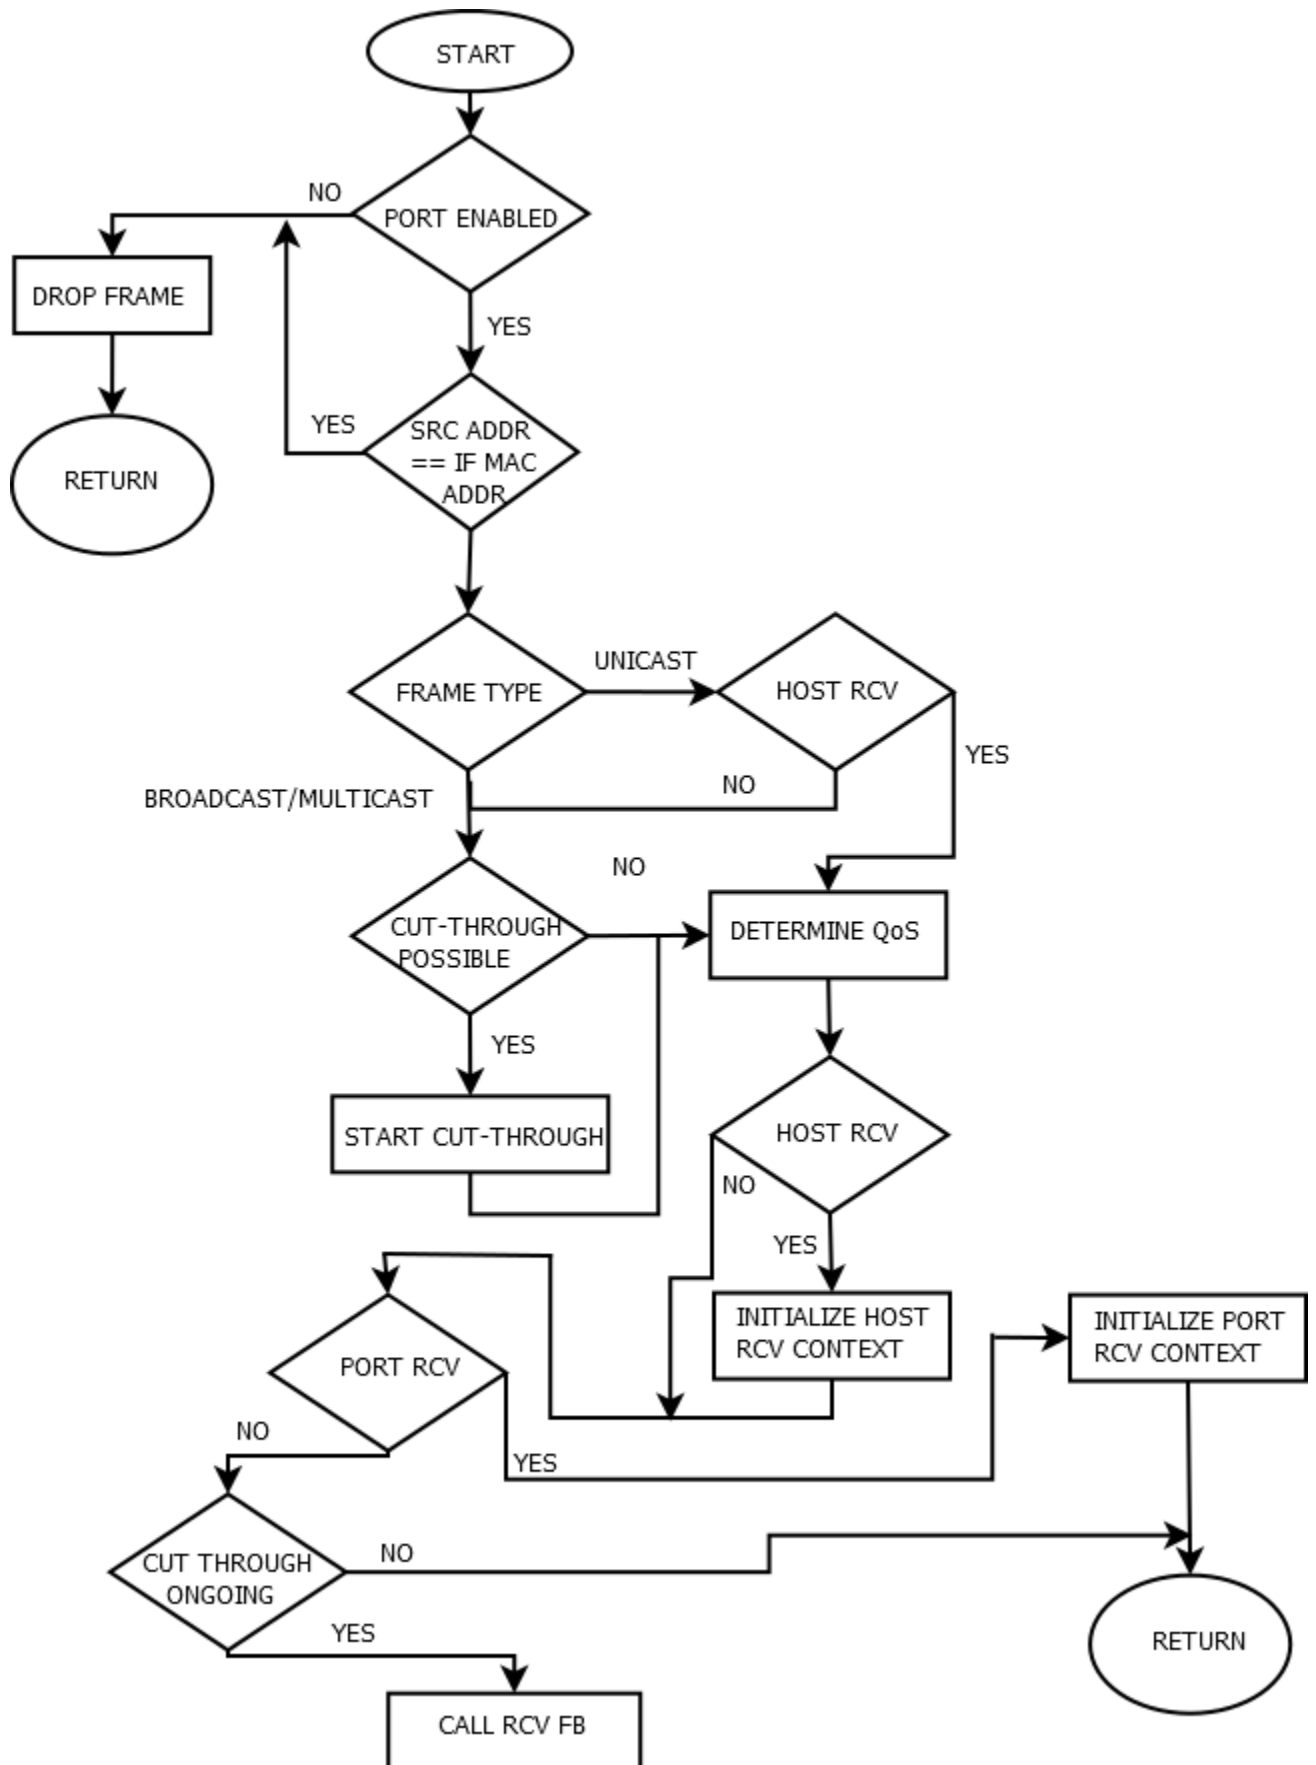 START
NO
PORT ENABLED
DROP FRAME
YES
YES
SRC ADDR
== IF MAC
ADDR
RETURN
UNICAST
FRAME TYPE
HOST RCV
YES
NO
BROADCAST/MULTICAST
NO
CUT-THROUGH
POSSIBLE
DETERMINE QoS
YES
START CUT-THROUGH
HOST RCV
NO
YES
INITIALIZE HOST
RCV CONTEXT
INITIALIZE PORT
RCV CONTEXT
PORT RCV
NO
YES
CUT THROUGH
ONGOING
NO
YES
RETURN
CALL RCV FB